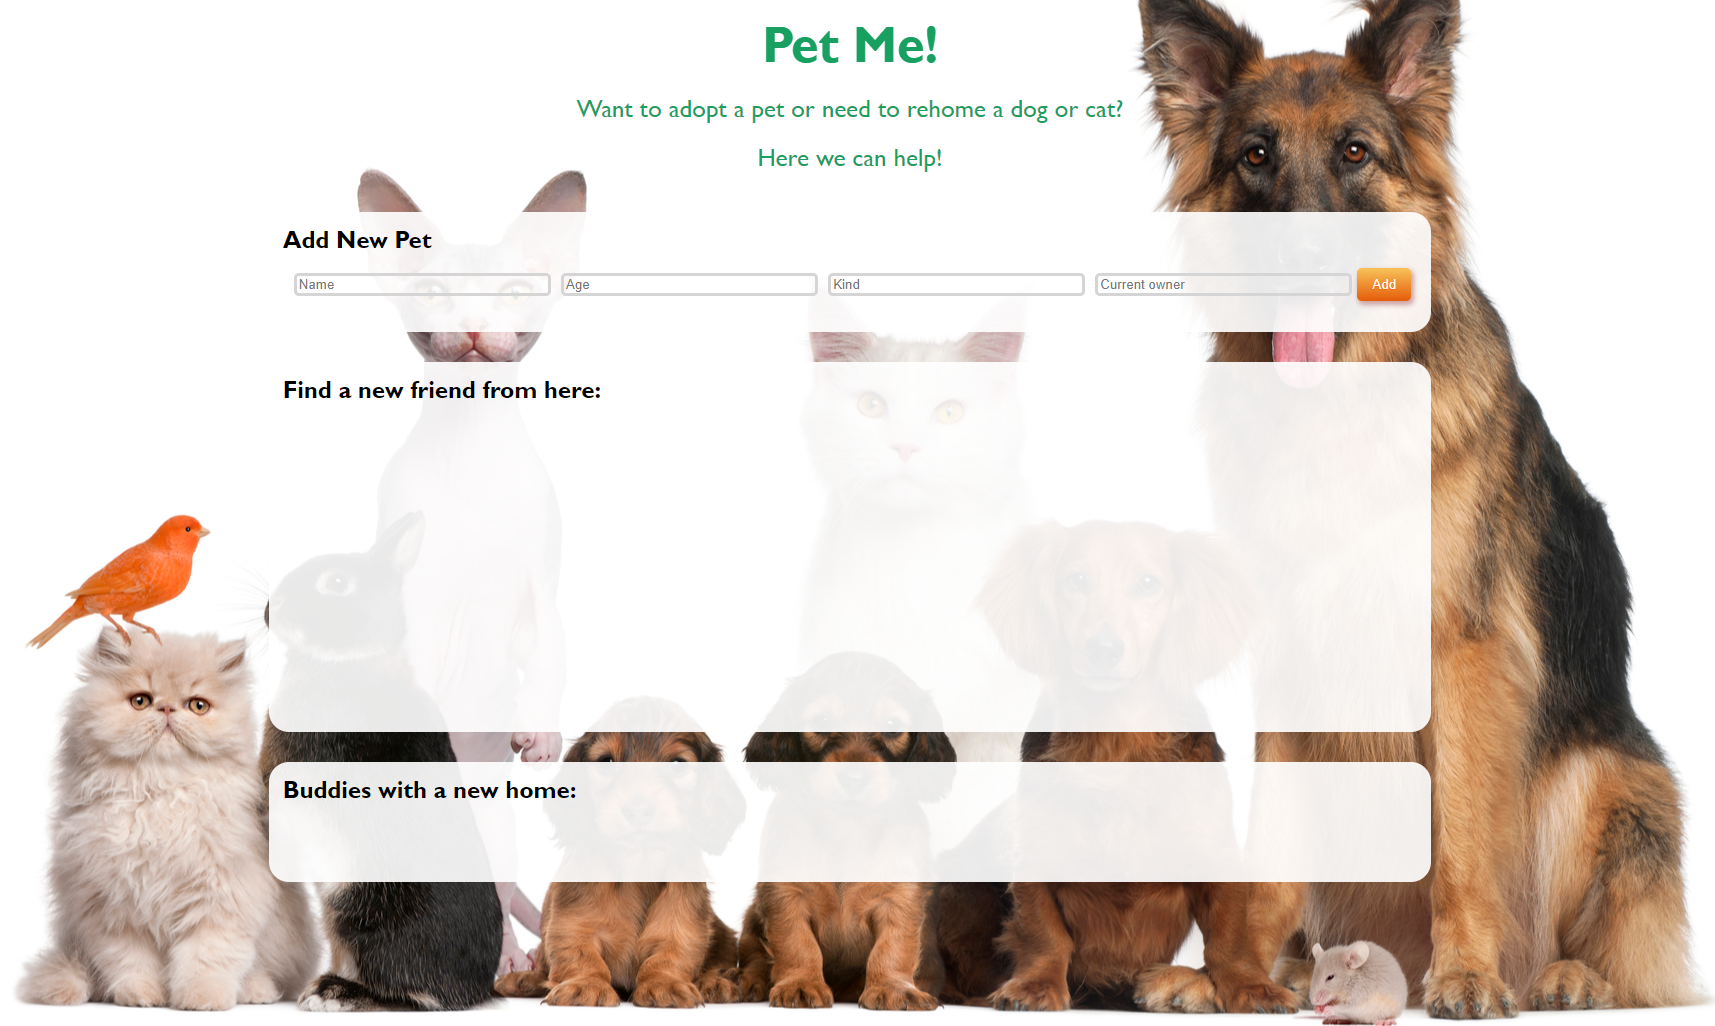 Pet Me!
Want to adopt a pet or need to rehome a dog or cat?
Here we can help!
Add New Pet
Name Age Kind Current owner Add
Find a new friend from here:
Buddies with a new home: